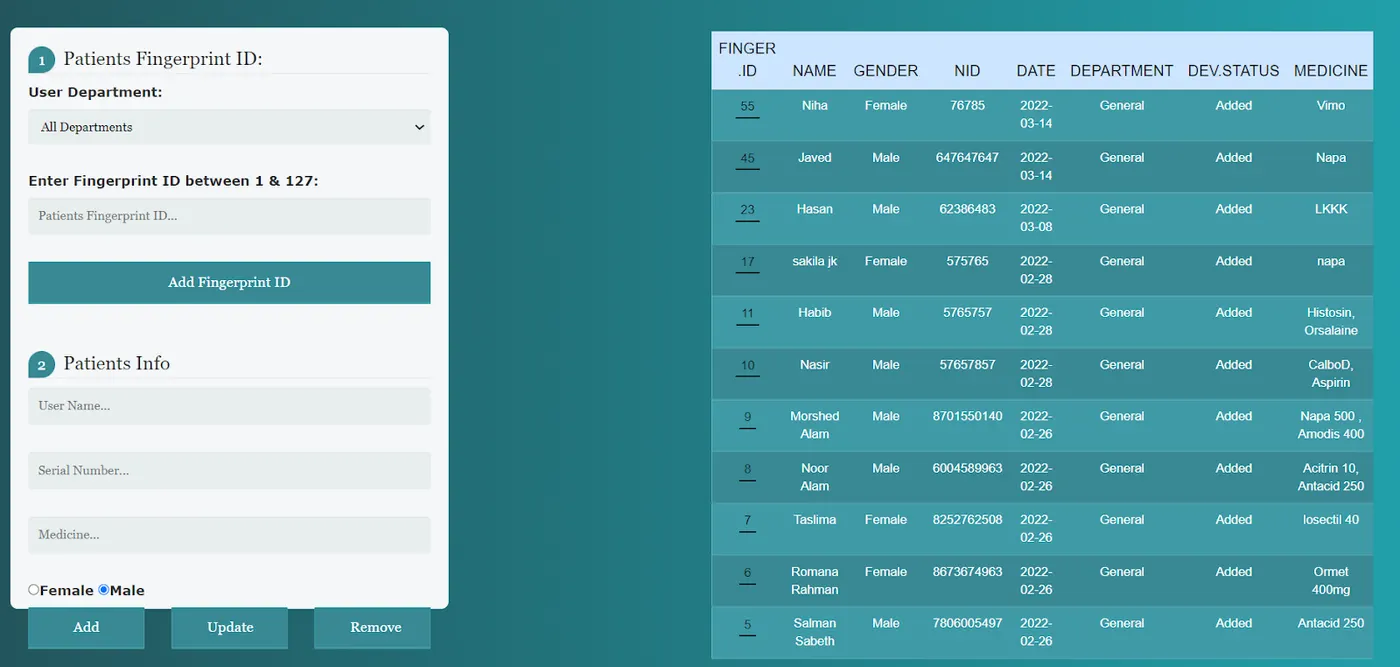 1 Patients Fingerprint ID:
User Department:
All Departments
Enter Fingerprint ID between 1 & 127:
Patients Fingerprint ID...
Add Fingerprint ID
2 Patients Info
User Name...
Serial Number...
Medicine...
Female Male
Add Update Remove
FINGER
.ID NAME GENDER NID DATE DEPARTMENT DEV.STATUS MEDICINE
55 Niha Female 76785 2022- General Added Vimo
03-14
45 Javed Male 647647647 2022- General Added Napa
03-14
23 Hasan Male 62386483 2022- General Added LKKK
03-08
17 sakila jk Female 575765 2022- General Added napa
02-28
11 Habib Male 5765757 2022- General Added Histosin,
02-28 Orsalaine
10 Nasir Male 57657857 2022- General Added CalboD,
02-28 Aspirin
9 Morshed Male 8701550140 2022- General Added Napa 500 ,
Alam 02-26 Amodis 400
8 Noor Male 6004589963 2022- General Added Acitrin 10,
Alam 02-26 Antacid 250
7 Taslima Female 8252762508 2022- General Added losectil 40
02-26
6 Romana Female 8673674963 2022- General Added Ormet
Rahman 02-26 400mg
5 Salman Male 7806005497 2022- General Added Antacid 250
Sabeth 02-26